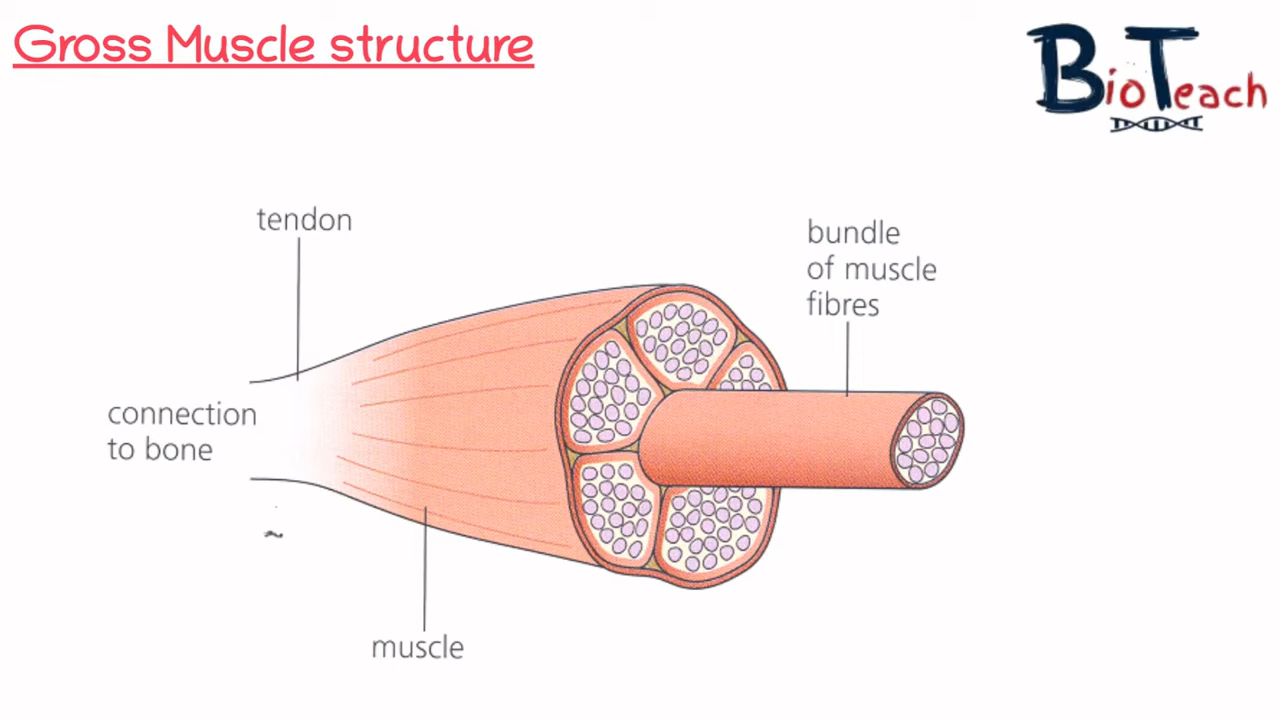 Gross Muscle structure
BioTeach
tendon
bundle
of muscle
fibres
connection
to bone
muscle